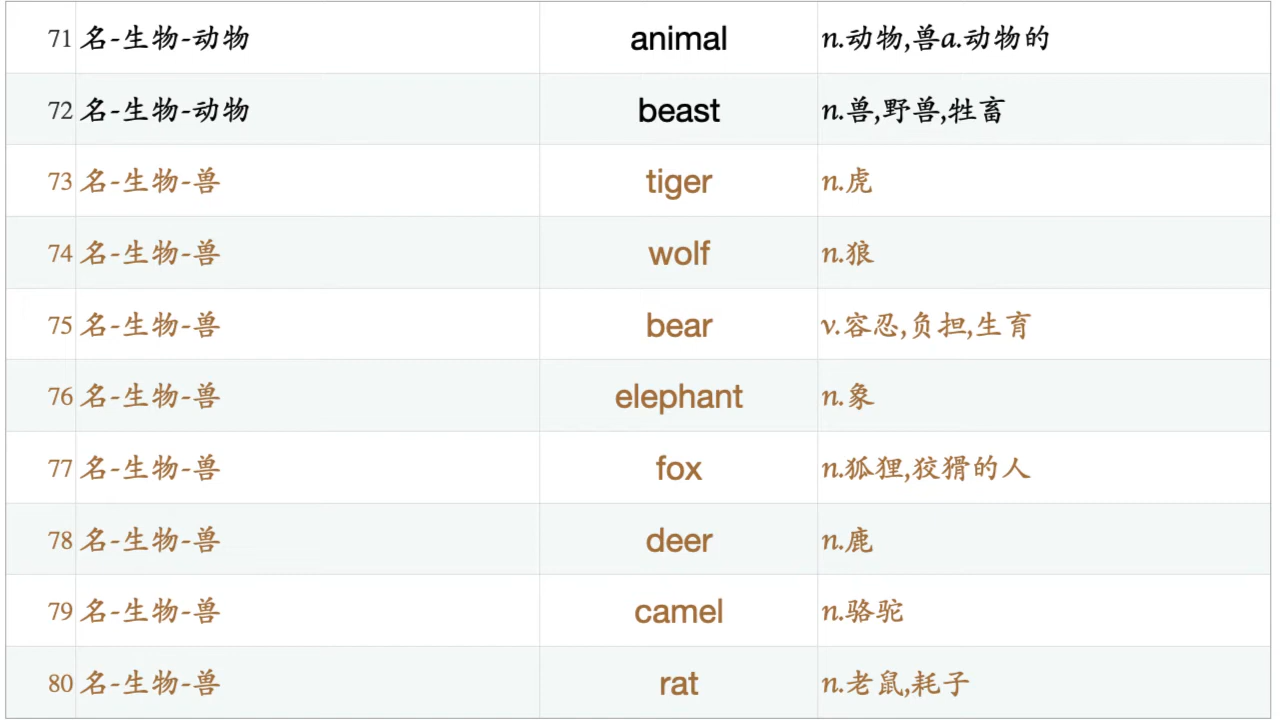 71 名-生物-动物 animal n.动物,兽a.动物的
72 名-生物-动物 beast n.兽,野兽,牲畜
73 名-生物-兽 tiger n.虎
74 名-生物-兽 wolf n.狼
75 名-生物-兽 bear v.容忍,负担,生育
76 名-生物-兽 elephant n.象
77 名-生物-兽 fox n.狐狸,狡猾的人
78 名-生物-兽 deer n.鹿
79 名-生物-兽 camel n.骆驼
80 名-生物-兽 rat n.老鼠,耗子